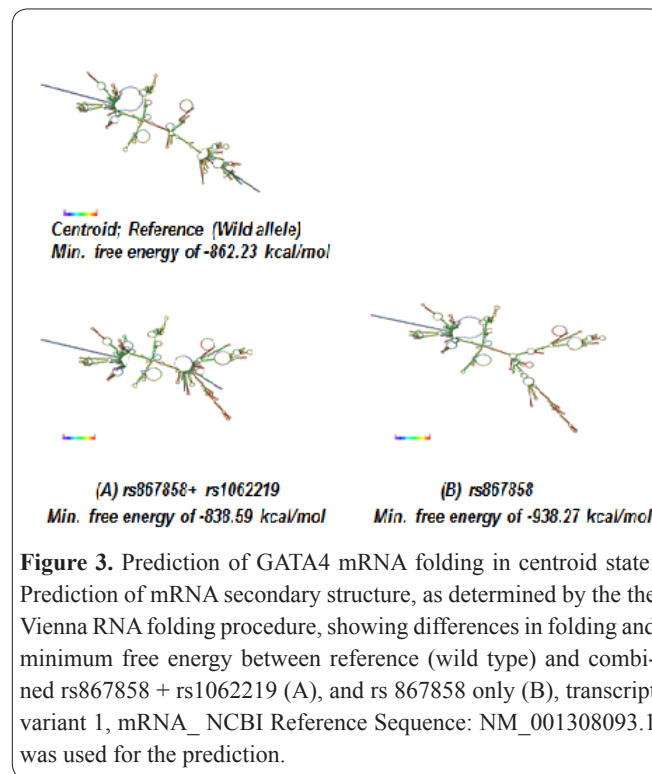 Centroid; Reference (Wild allele)
Min. free energy of -862.23 kcal/mol
(A) rs867858+ rs1062219
Min. free energy of -838.59 kcal/mol
(B) rs867858
Min. free energy of -938.27 kcal/mol
Figure 3. Prediction of GATA4 mRNA folding in centroid state:
Prediction of mRNA secondary structure, as determined by the the
Vienna RNA folding procedure, showing differences in folding and
minimum free energy between reference (wild type) and combi-
ned rs867858 + rs1062219 (A), and rs 867858 only (B), transcript
variant 1, mRNA_ NCBI Reference Sequence: NM_001308093.1
was used for the prediction.